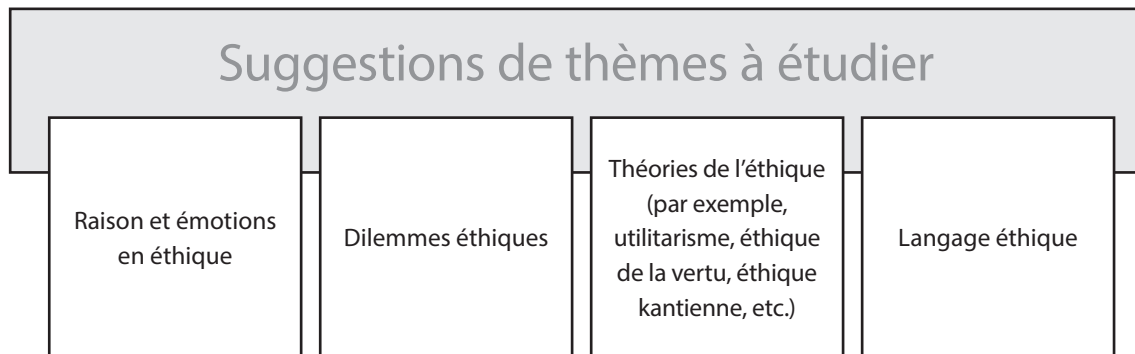 Suggestions de thèmes à étudier
Raison et émotions
en éthique
Dilemmes éthiques
Théories de l’éthique
(par exemple,
utilitarisme, éthique
de la vertu, éthique
kantienne, etc.)
Langage éthique